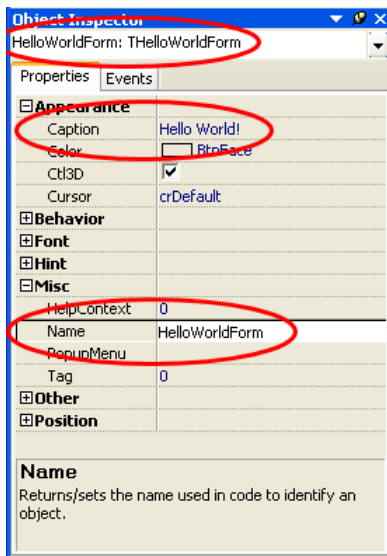 Object Inspector
HelloWorldForm: THelloWorldForm
Properties Events
Appearance
Caption Hello World!
Color BtnFace
Ctl3D
Cursor crDefault
Behavior
Font
Hint
Misc
HelpContext 0
Name HelloWorldForm
PopupMenu
Tag 0
Other
Position
Name
Returns/sets the name used in code to identify an
object.